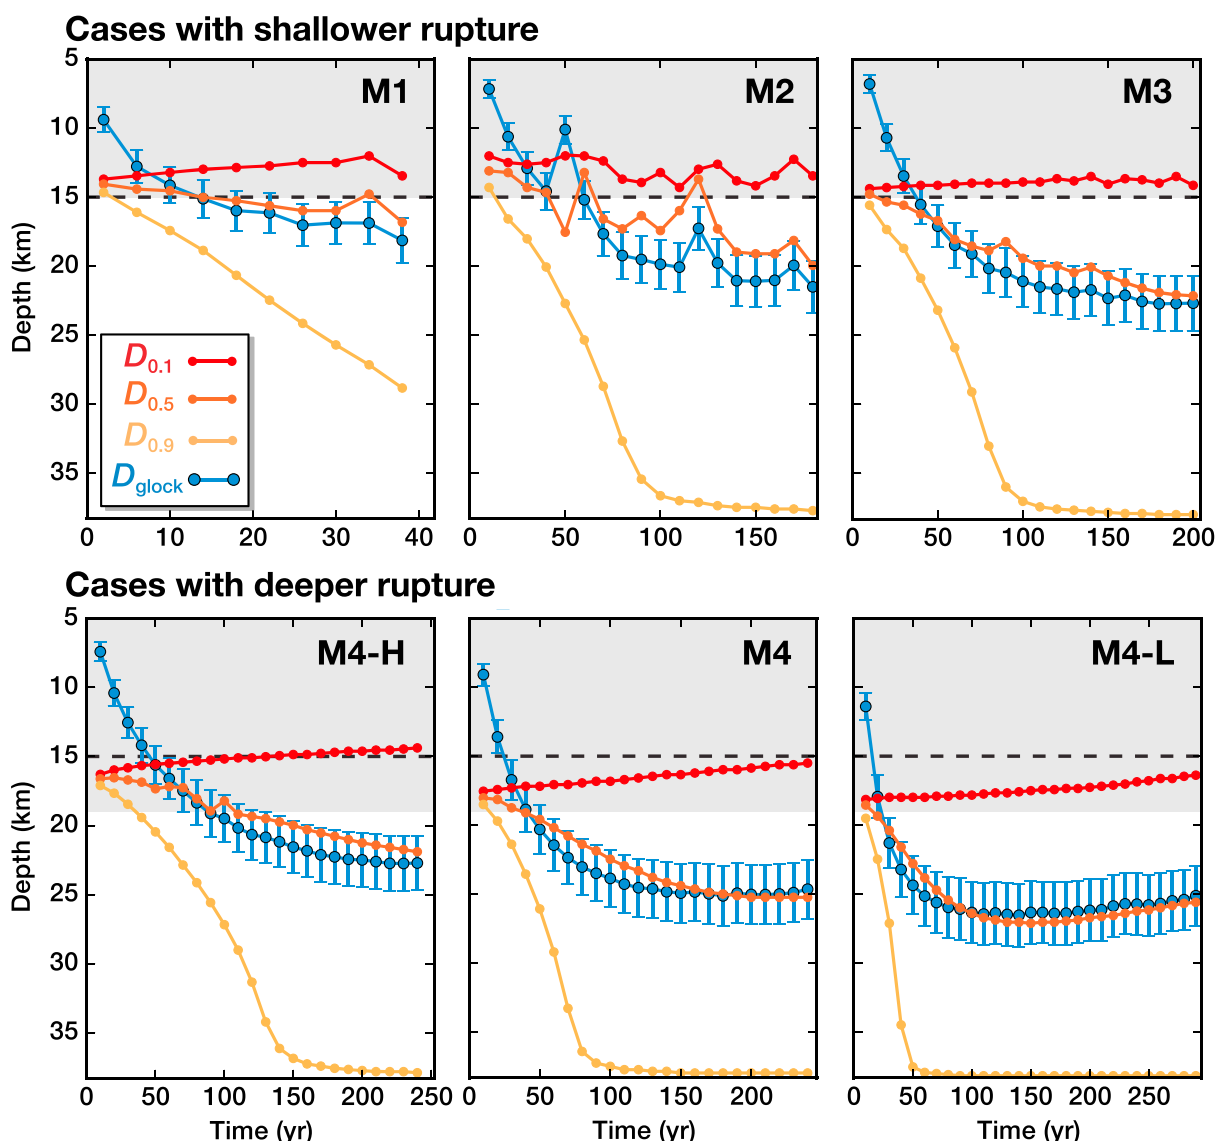 Cases with shallower rupture
M1
M2
M3
5
10
15
20
25
30
35
Depth (km)
D0.1
D0.5
D0.9
Dglock
0 10 20 30 40
0 50 100 150
0 50 100 150 200
Cases with deeper rupture
M4-H
M4
M4-L
5
10
15
20
25
30
35
Depth (km)
0 50 100 150 200 250
0 50 100 150 200
0 50 100 150 200 250
Time (yr)
Time (yr)
Time (yr)